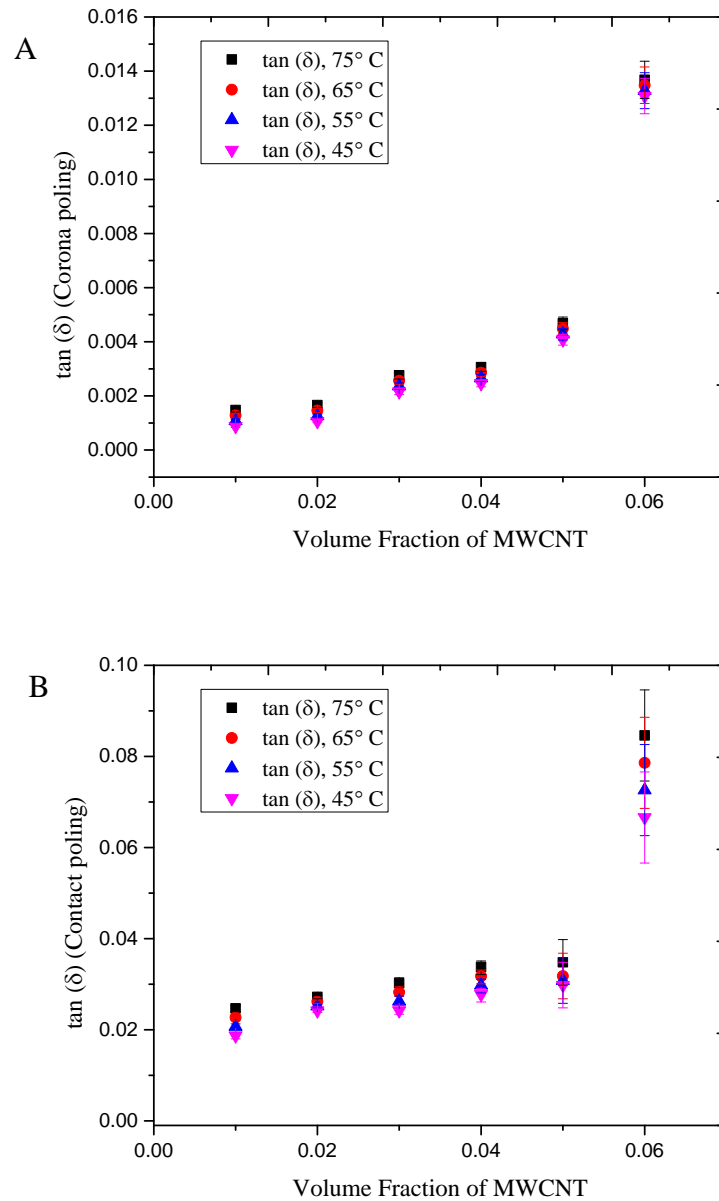 A
0.016
0.014
0.012
0.010
0.008
0.006
0.004
0.002
0.000
tan (δ) (Corona poling)
tan (δ), 75° C
tan (δ), 65° C
tan (δ), 55° C
tan (δ), 45° C
0.00 0.02 0.04 0.06
Volume Fraction of MWCNT
B
0.10
0.08
0.06
0.04
0.02
0.00
tan (δ) (Contact poling)
tan (δ), 75° C
tan (δ), 65° C
tan (δ), 55° C
tan (δ), 45° C
0.00 0.02 0.04 0.06
Volume Fraction of MWCNT